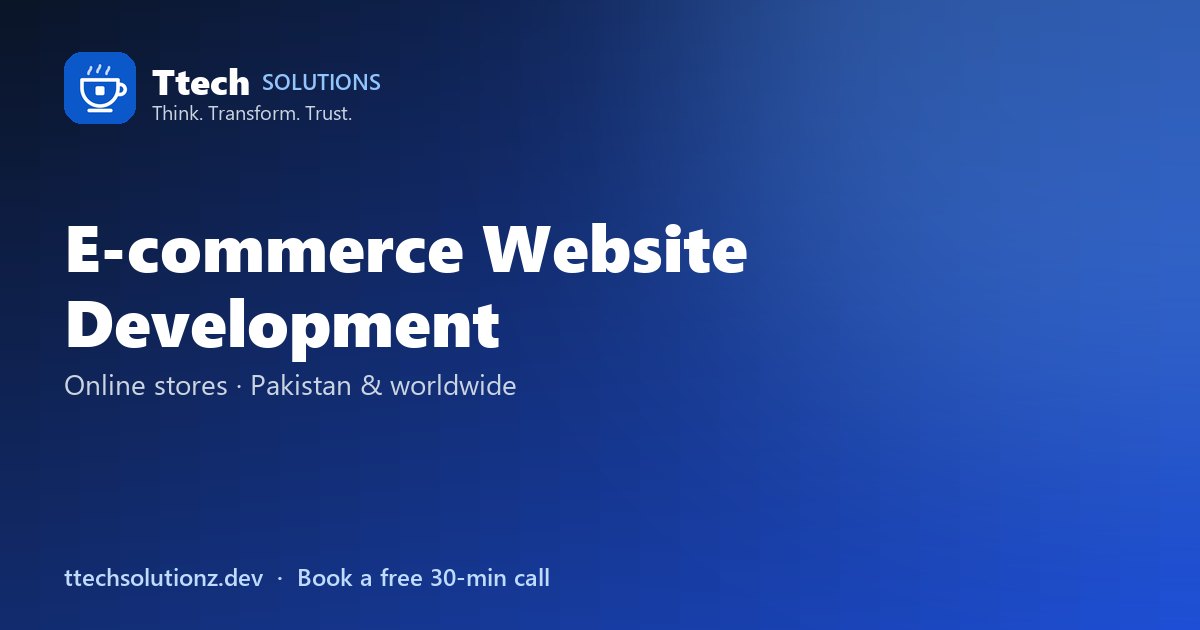 Ttech SOLUTIONS
Think. Transform. Trust.
E-commerce Website
Development
Online stores · Pakistan & worldwide
ttechsolutionz.dev · Book a free 30-min call